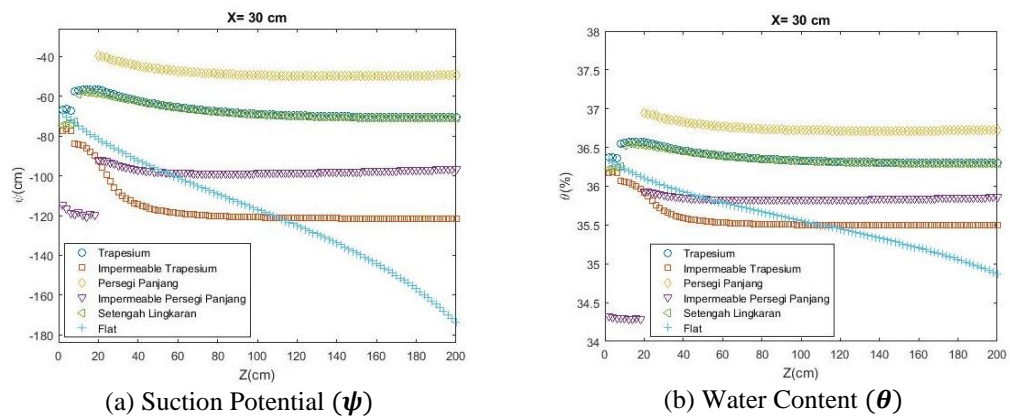 X= 30 cm
-40
-60
-80
-100
-120
-140
-160
-180
ψ(cm)
Trapesium
Impermeable Trapesium
Persegi Panjang
Impermeable Persegi Panjang
Setengah Lingkaran
Flat
0 20 40 60 80 100 120 140 160 180 200
Z(cm)
(a) Suction Potential (𝝍)
X= 30 cm
38
37.5
37
36.5
36
35.5
35
34.5
34
θ(%)
Trapesium
Impermeable Trapesium
Persegi Panjang
Impermeable Persegi Panjang
Setengah Lingkaran
Flat
0 20 40 60 80 100 120 140 160 180 200
Z(cm)
(b) Water Content (𝜽)